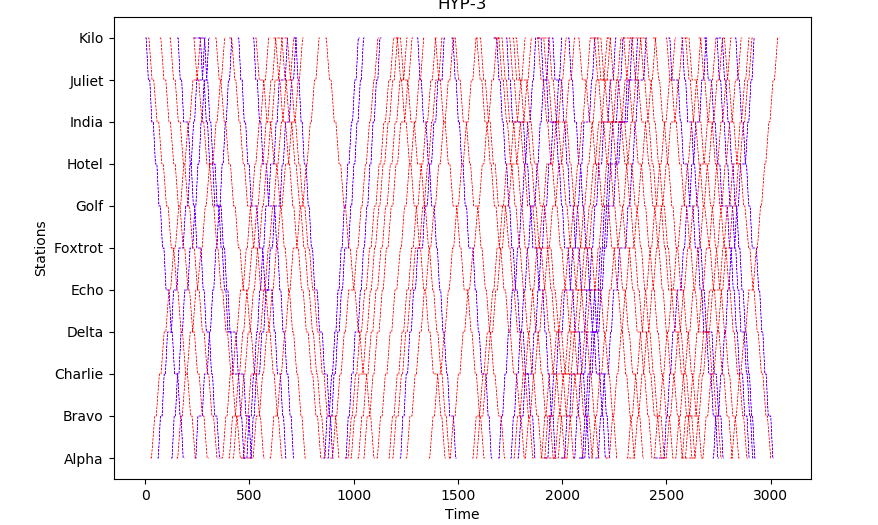 HYP-3
Kilo
Juliet
India
Hotel
Golf
Foxtrot
Echo
Delta
Charlie
Bravo
Alpha
Stations
0 500 1000 1500 2000 2500 3000
Time